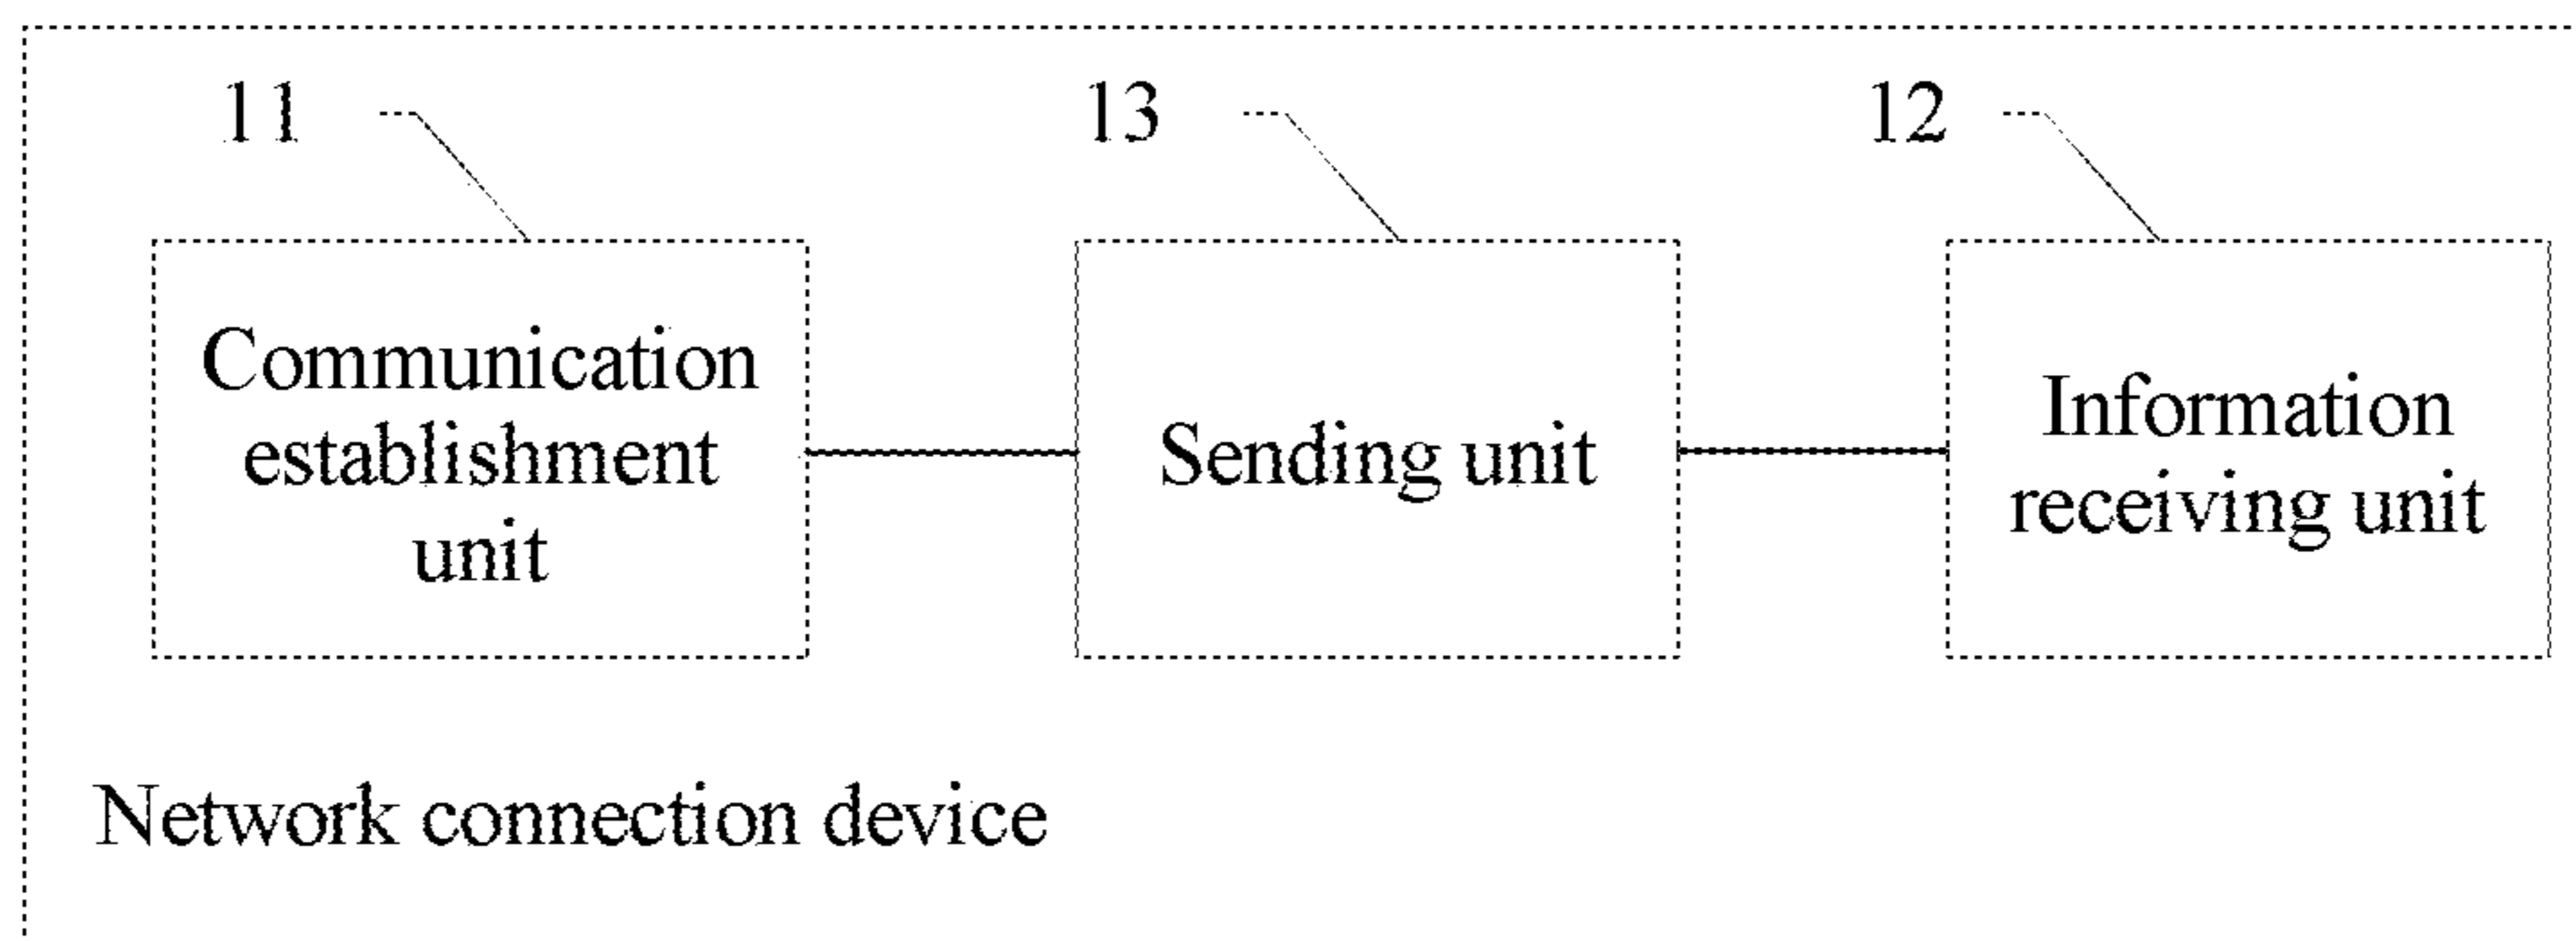 11
13
12
Communication
establishment
unit
Sending unit
Information
receiving unit
Network connection device